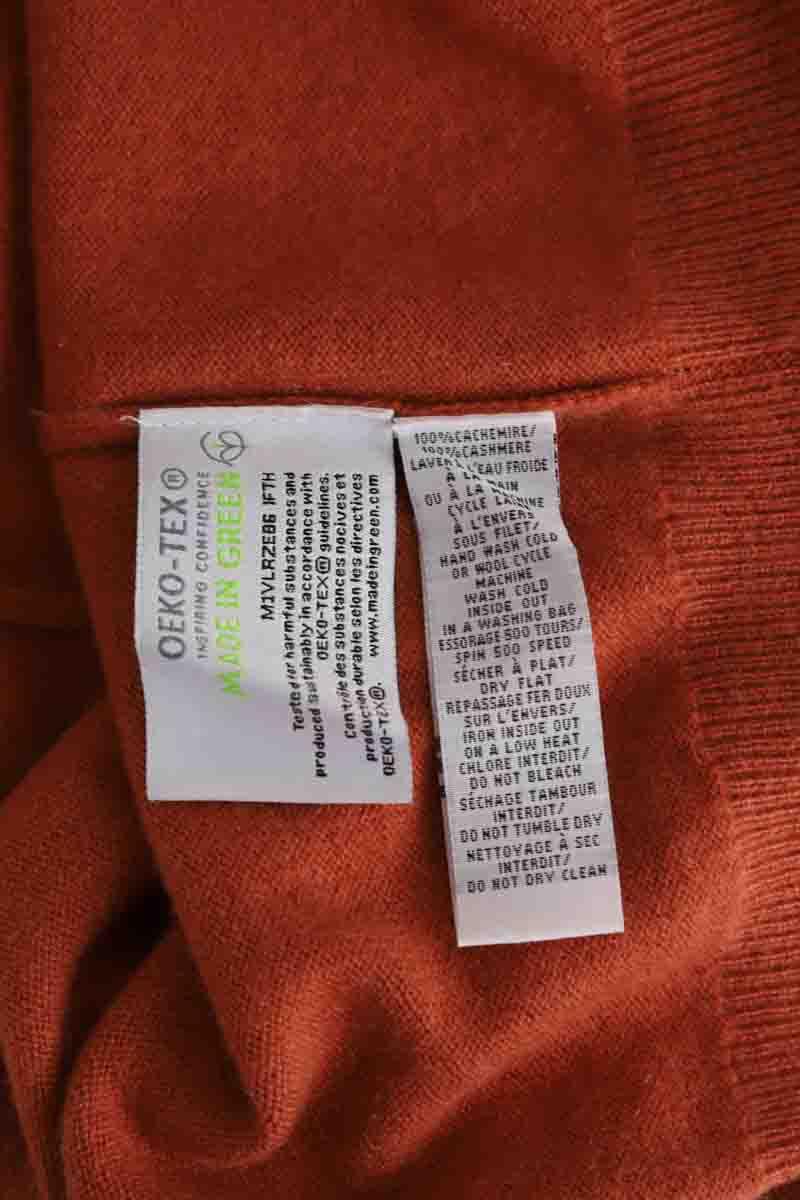 OEKO-TEX®
INSPIRING CONFIDENCE
MADE IN GREEN
M1VLRZE86 IFTH
Tested for harmful substances and
produced sustainably in accordance with
OEKO-TEX® guidelines.
Contrôle des substances nocives et
production durable selon les directives
OEKO-TEX®. www.madeingreen.com
100%CACHEMIRE/
100%CASHMERE
LAVER À L'EAU FROIDE
À LA MAIN
OU À LA
CYCLE LAINE
À L'ENVERS
SOUS FILET/
HAND WASH COLD
OR WOOL CYCLE
MACHINE
WASH COLD
INSIDE OUT
IN A WASHING BAG
ESSORAGE 500 TOURS/
SPIN 500 SPEED
SÉCHER À PLAT/
DRY FLAT
REPASSAGE FER DOUX
SUR L'ENVERS/
IRON INSIDE OUT
ON A LOW HEAT
CHLORE INTERDIT/
DO NOT BLEACH
SÉCHAGE TAMBOUR
INTERDIT/
DO NOT TUMBLE DRY
NETTOYAGE À SEC
INTERDIT/
DO NOT DRY CLEAN